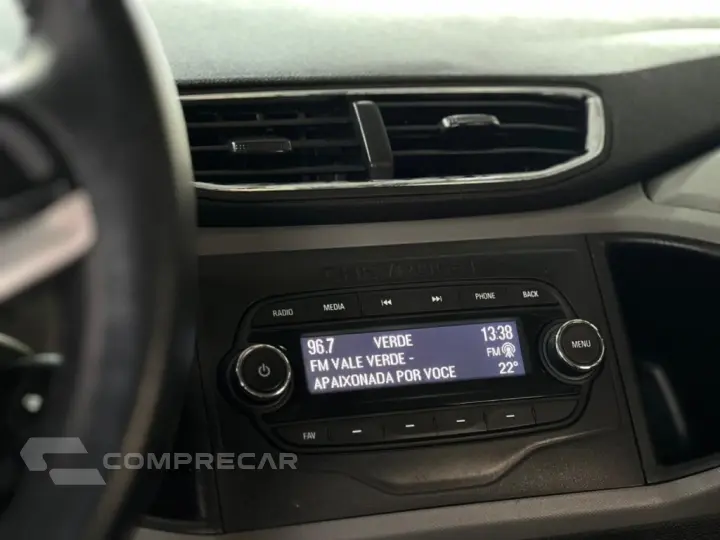 CHEVROLET
RADIO MEDIA PHONE BACK
96.7 VERDE 13:38
FM VALE VERDE - FM
APAIXONADA POR VOCE 22°
MENU
FAV
COMPRECAR